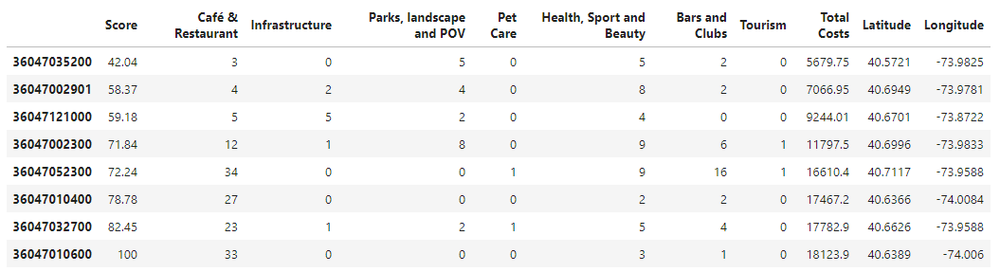 Score Café & Restaurant Infrastructure Parks, landscape and POV Pet Care Health, Sport and Beauty Bars and Clubs Tourism Total Costs Latitude Longitude
36047035200 42.04 3 0 5 0 5 2 0 5679.75 40.5721 -73.9825
36047002901 58.37 4 2 4 0 8 2 0 7066.95 40.6949 -73.9781
36047121000 59.18 5 5 2 0 4 0 0 9244.01 40.6701 -73.8722
36047002300 71.84 12 1 8 0 9 6 1 11797.5 40.6996 -73.9833
36047052300 72.24 34 0 0 1 9 16 1 16610.4 40.7117 -73.9588
36047010400 78.78 27 0 0 0 2 2 0 17467.2 40.6366 -74.0084
36047032700 82.45 23 1 2 1 5 4 0 17782.9 40.6626 -73.9588
36047010600 100 33 0 0 0 3 1 0 18123.9 40.6389 -74.006